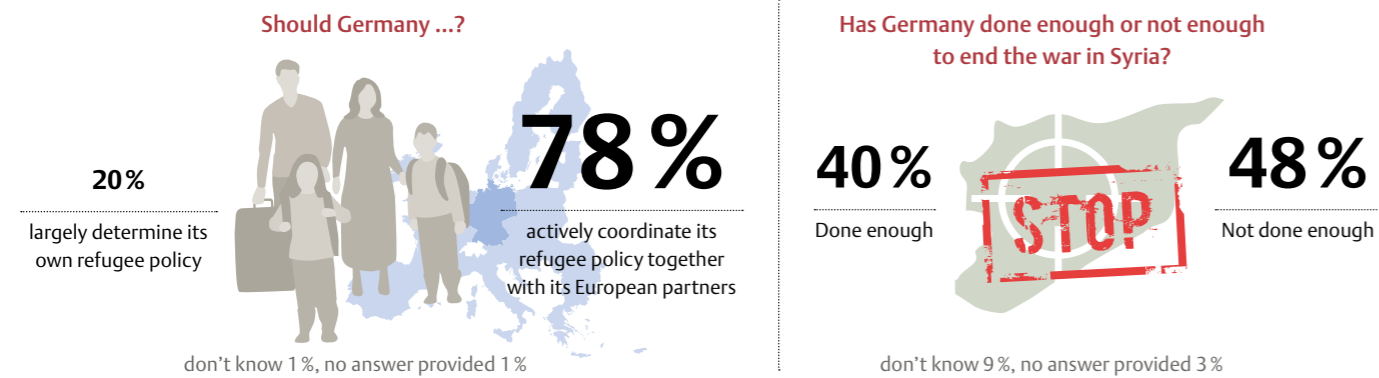 Should Germany ...?
20 %
largely determine its
own refugee policy
78 %
actively coordinate its
refugee policy together
with its European partners
don’t know 1 %, no answer provided 1 %
Has Germany done enough or not enough
to end the war in Syria?
40 %
Done enough
STOP
48 %
Not done enough
don’t know 9 %, no answer provided 3 %